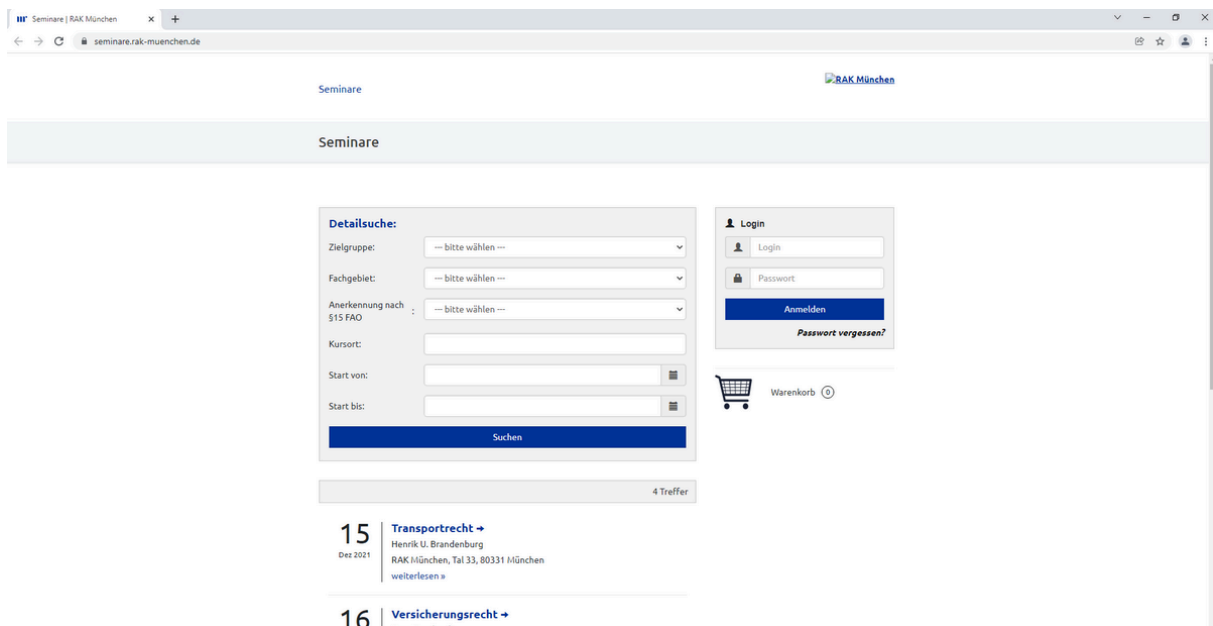 Seminare | RAK München
seminare.rak-muenchen.de
Seminare
RAK München
Seminare
Detailsuche:
Zielgruppe:
--- bitte wählen ---
Fachgebiet:
--- bitte wählen ---
Anerkennung nach
§15 FAO
:
--- bitte wählen ---
Kursort:
Start von:
Start bis:
Suchen
Login
Login
Passwort
Anmelden
Passwort vergessen?
Warenkorb 0
4 Treffer
15
Dez 2021
Transportrecht
Henrik U. Brandenburg
RAK München, Tal 33, 80331 München
weiterlesen »
16
Versicherungsrecht